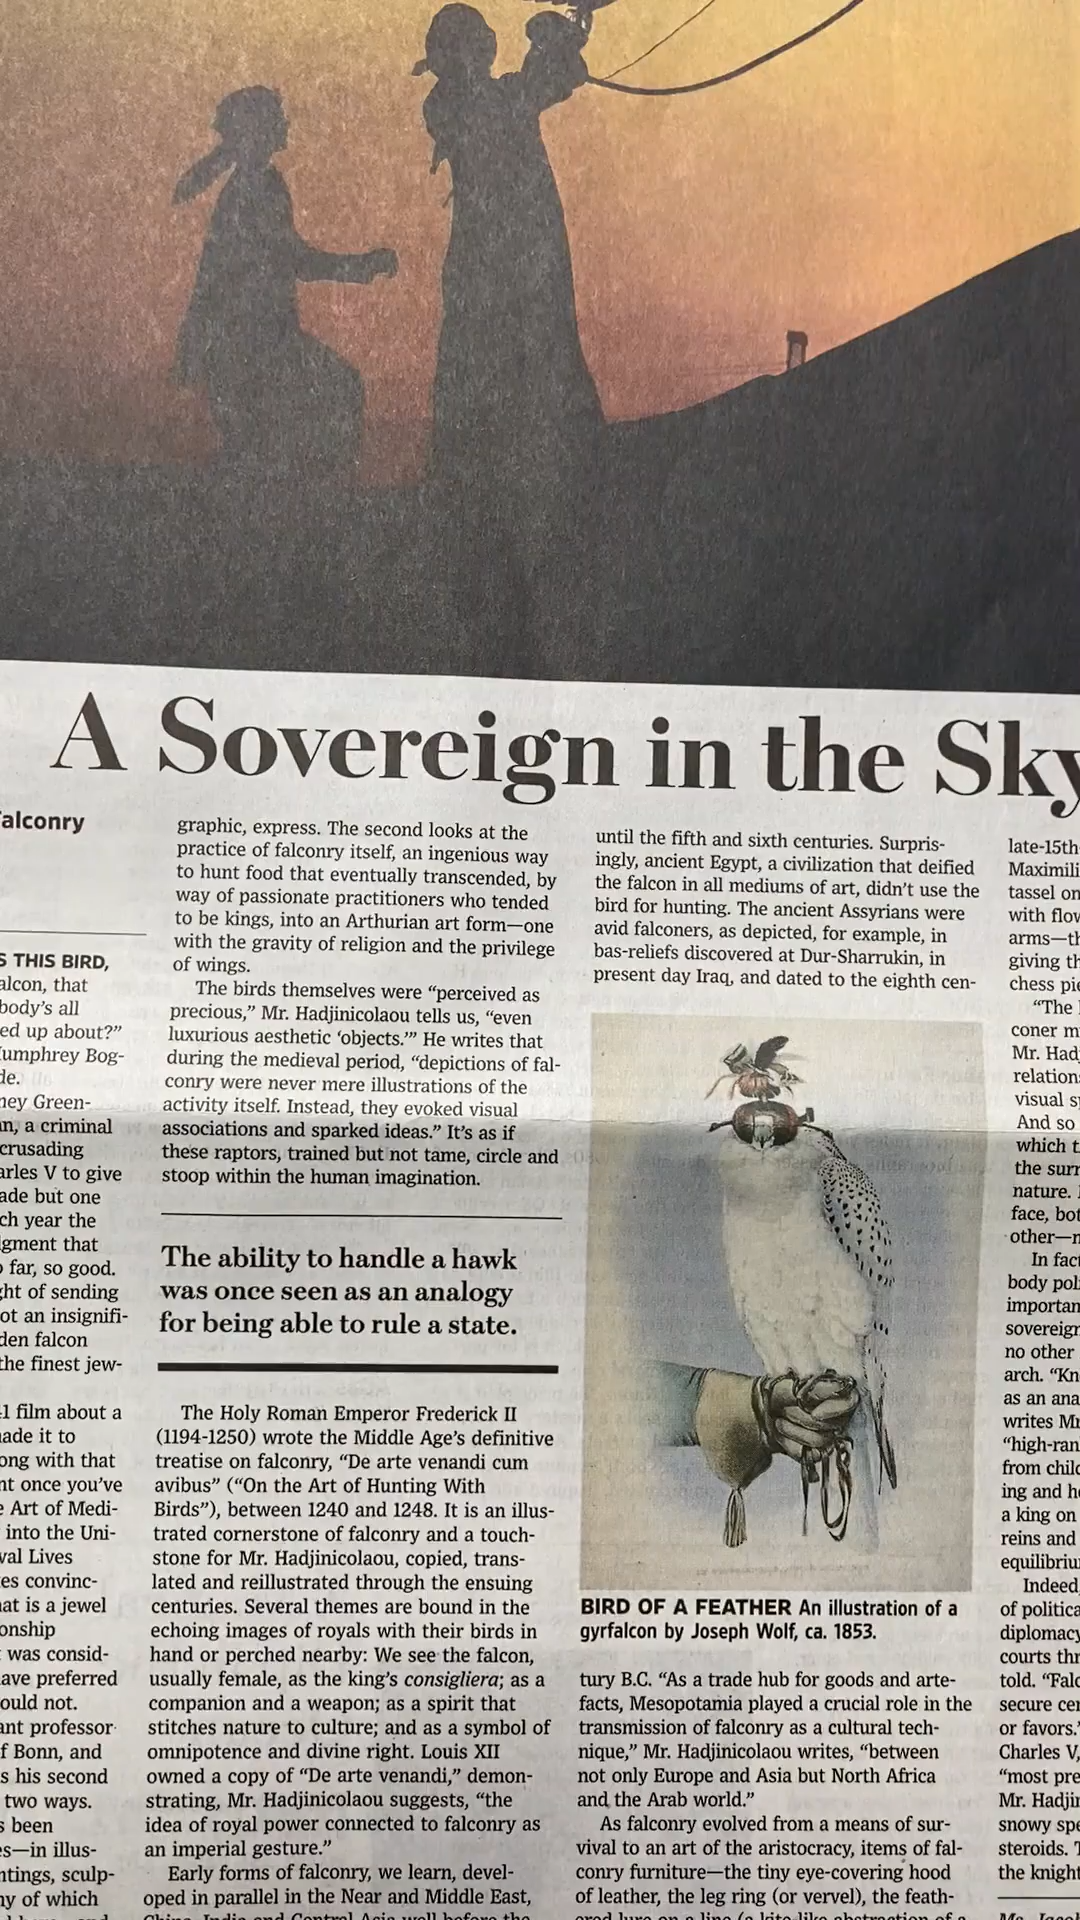 A Sovereign in the Sky
Falconry
S THIS BIRD,
alcon, that
body's all
ed up about?"
Humphrey Bog-
de.
ney Green-
n, a criminal
crusading
arles V to give
ade but one
ch year the
dgment that
o far, so good.
ght of sending
ot an insignifi-
den falcon
the finest jew-
1 film about a
ade it to
ong with that
nt once you've
e Art of Medi-
into the Uni-
val Lives
es convinc-
hat is a jewel
onship
was consid-
ave preferred
ould not.
ant professor
f Bonn, and
s his second
two ways.
s been
es—in illus-
ntings, sculp-
ny of which
graphic, express. The second looks at the
practice of falconry itself, an ingenious way
to hunt food that eventually transcended, by
way of passionate practitioners who tended
to be kings, into an Arthurian art form—one
with the gravity of religion and the privilege
of wings.
The birds themselves were "perceived as
precious," Mr. Hadjinicolaou tells us, "even
luxurious aesthetic 'objects.'" He writes that
during the medieval period, "depictions of fal-
conry were never mere illustrations of the
activity itself. Instead, they evoked visual
associations and sparked ideas." It's as if
these raptors, trained but not tame, circle and
stoop within the human imagination.
The ability to handle a hawk
was once seen as an analogy
for being able to rule a state.
The Holy Roman Emperor Frederick II
(1194-1250) wrote the Middle Age's definitive
treatise on falconry, "De arte venandi cum
avibus" ("On the Art of Hunting With
Birds"), between 1240 and 1248. It is an illus-
trated cornerstone of falconry and a touch-
stone for Mr. Hadjinicolaou, copied, trans-
lated and reillustrated through the ensuing
centuries. Several themes are bound in the
echoing images of royals with their birds in
hand or perched nearby: We see the falcon,
usually female, as the king's consigliera; as a
companion and a weapon; as a spirit that
stitches nature to culture; and as a symbol of
omnipotence and divine right. Louis XII
owned a copy of "De arte venandi," demon-
strating, Mr. Hadjinicolaou suggests, "the
idea of royal power connected to falconry as
an imperial gesture."
Early forms of falconry, we learn, devel-
oped in parallel in the Near and Middle East,
China, India and Central Asia well before the
until the fifth and sixth centuries. Surpris-
ingly, ancient Egypt, a civilization that deified
the falcon in all mediums of art, didn't use the
bird for hunting. The ancient Assyrians were
avid falconers, as depicted, for example, in
bas-reliefs discovered at Dur-Sharrukin, in
present day Iraq, and dated to the eighth cen-
BIRD OF A FEATHER An illustration of a
gyrfalcon by Joseph Wolf, ca. 1853.
tury B.C. "As a trade hub for goods and arte-
facts, Mesopotamia played a crucial role in the
transmission of falconry as a cultural tech-
nique," Mr. Hadjinicolaou writes, "between
not only Europe and Asia but North Africa
and the Arab world."
As falconry evolved from a means of sur-
vival to an art of the aristocracy, items of fal-
conry furniture—the tiny eye-covering hood
of leather, the leg ring (or vervel), the feath-
ered lure on a line (a kite-like abstraction of a
late-15th-
Maximili
tassel on
with flow
arms—th
giving th
chess pie
"The
coner m
Mr. Hadj
relation
visual s
And so
which t
the surr
nature.
face, bot
other—n
In fact
body pol
importan
sovereign
no other
arch. "Kn
as an ana
writes Mr
"high-ran
from chil
ing and h
a king on
reins and
equilibriu
Indeed
of politica
diplomacy
courts thr
told. "Falc
secure cer
or favors."
Charles V,
"most pre
Mr. Hadjin
snowy spe
steroids. T
the knight